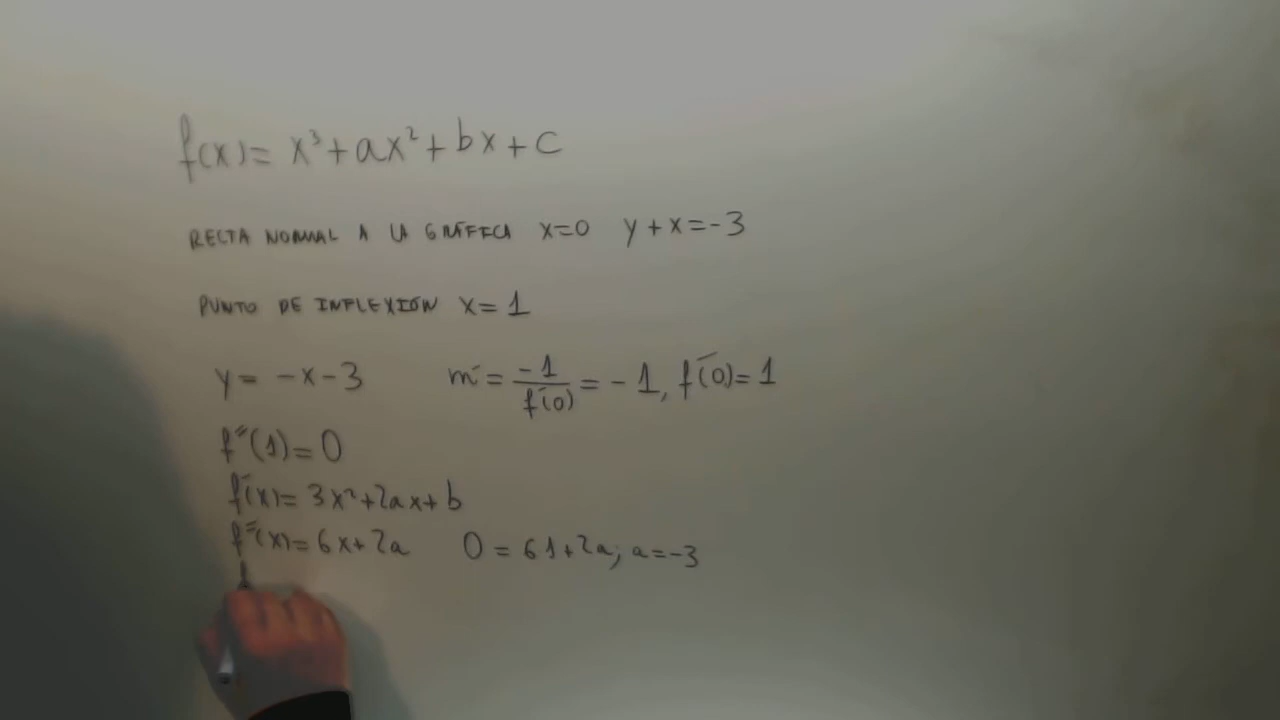 f(x)= x³+ax²+bx+c
RECTA NORMAL A LA GRÁFICA x=0 y+x=-3
PUNTO DE INFLEXIÓN x=1
y= -x-3 m = -1/f'(0) = -1, f'(0)=1
f''(1)=0
f'(x)= 3x²+2ax+b
f''(x)=6x+2a 0=6 1+2a; a=-3